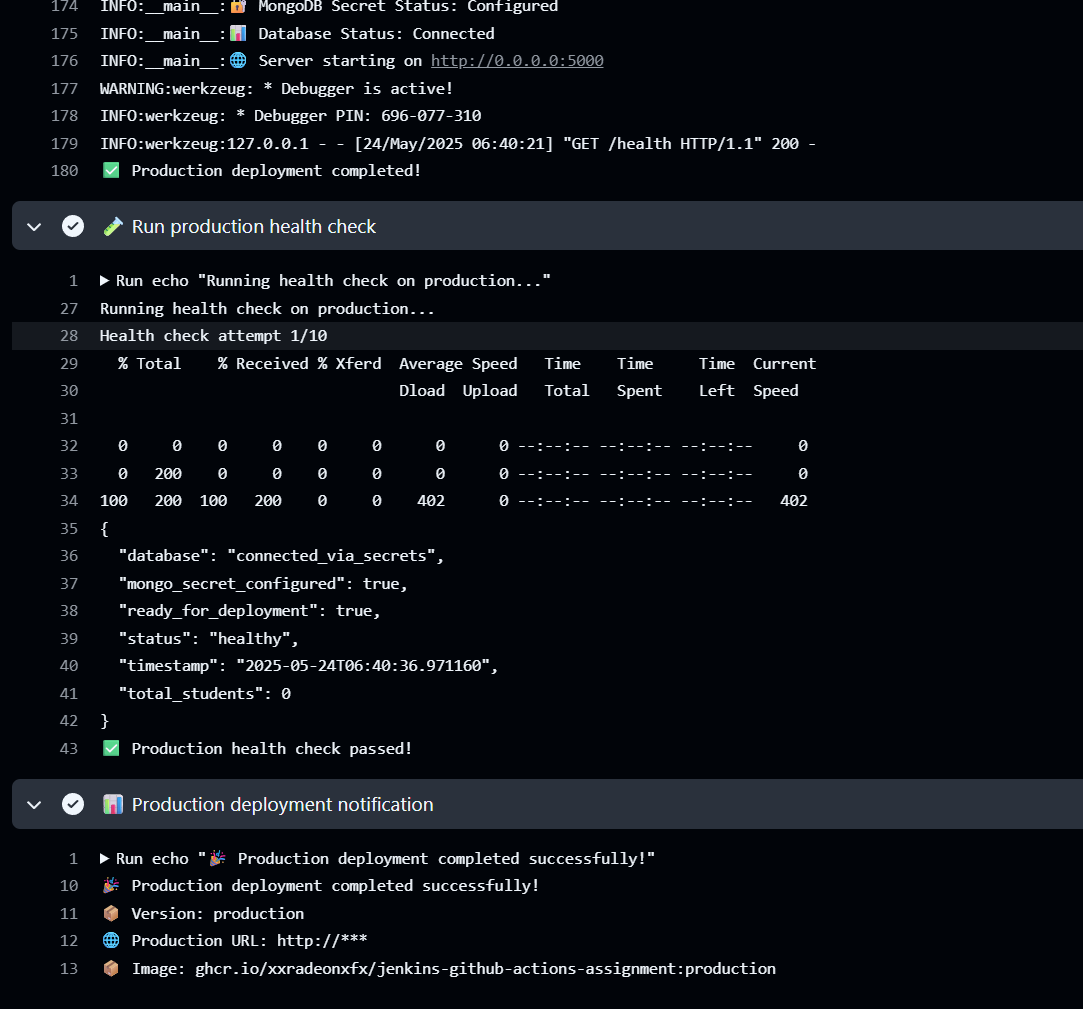 174 INFO:__main__:🔐 MongoDB Secret Status: Configured
175 INFO:__main__:📊 Database Status: Connected
176 INFO:__main__:🌐 Server starting on http://0.0.0.0:5000
177 WARNING:werkzeug: * Debugger is active!
178 INFO:werkzeug: * Debugger PIN: 696-077-310
179 INFO:werkzeug:127.0.0.1 - - [24/May/2025 06:40:21] "GET /health HTTP/1.1" 200 -
180 ✅ Production deployment completed!
🧪 Run production health check
1 ▶ Run echo "Running health check on production..."
27 Running health check on production...
28 Health check attempt 1/10
29 % Total % Received % Xferd Average Speed Time Time Time Current
30 Dload Upload Total Spent Left Speed
31
32 0 0 0 0 0 0 0 0 --:--:-- --:--:-- --:--:-- 0
33 0 200 0 0 0 0 0 0 --:--:-- --:--:-- --:--:-- 0
34 100 200 100 200 0 0 402 0 --:--:-- --:--:-- --:--:-- 402
35 {
36 "database": "connected_via_secrets",
37 "mongo_secret_configured": true,
38 "ready_for_deployment": true,
39 "status": "healthy",
40 "timestamp": "2025-05-24T06:40:36.971160",
41 "total_students": 0
42 }
43 ✅ Production health check passed!
📊 Production deployment notification
1 ▶ Run echo "🎉 Production deployment completed successfully!"
10 🎉 Production deployment completed successfully!
11 📦 Version: production
12 🌐 Production URL: http://***
13 📦 Image: ghcr.io/xxradeonxfx/jenkins-github-actions-assignment:production